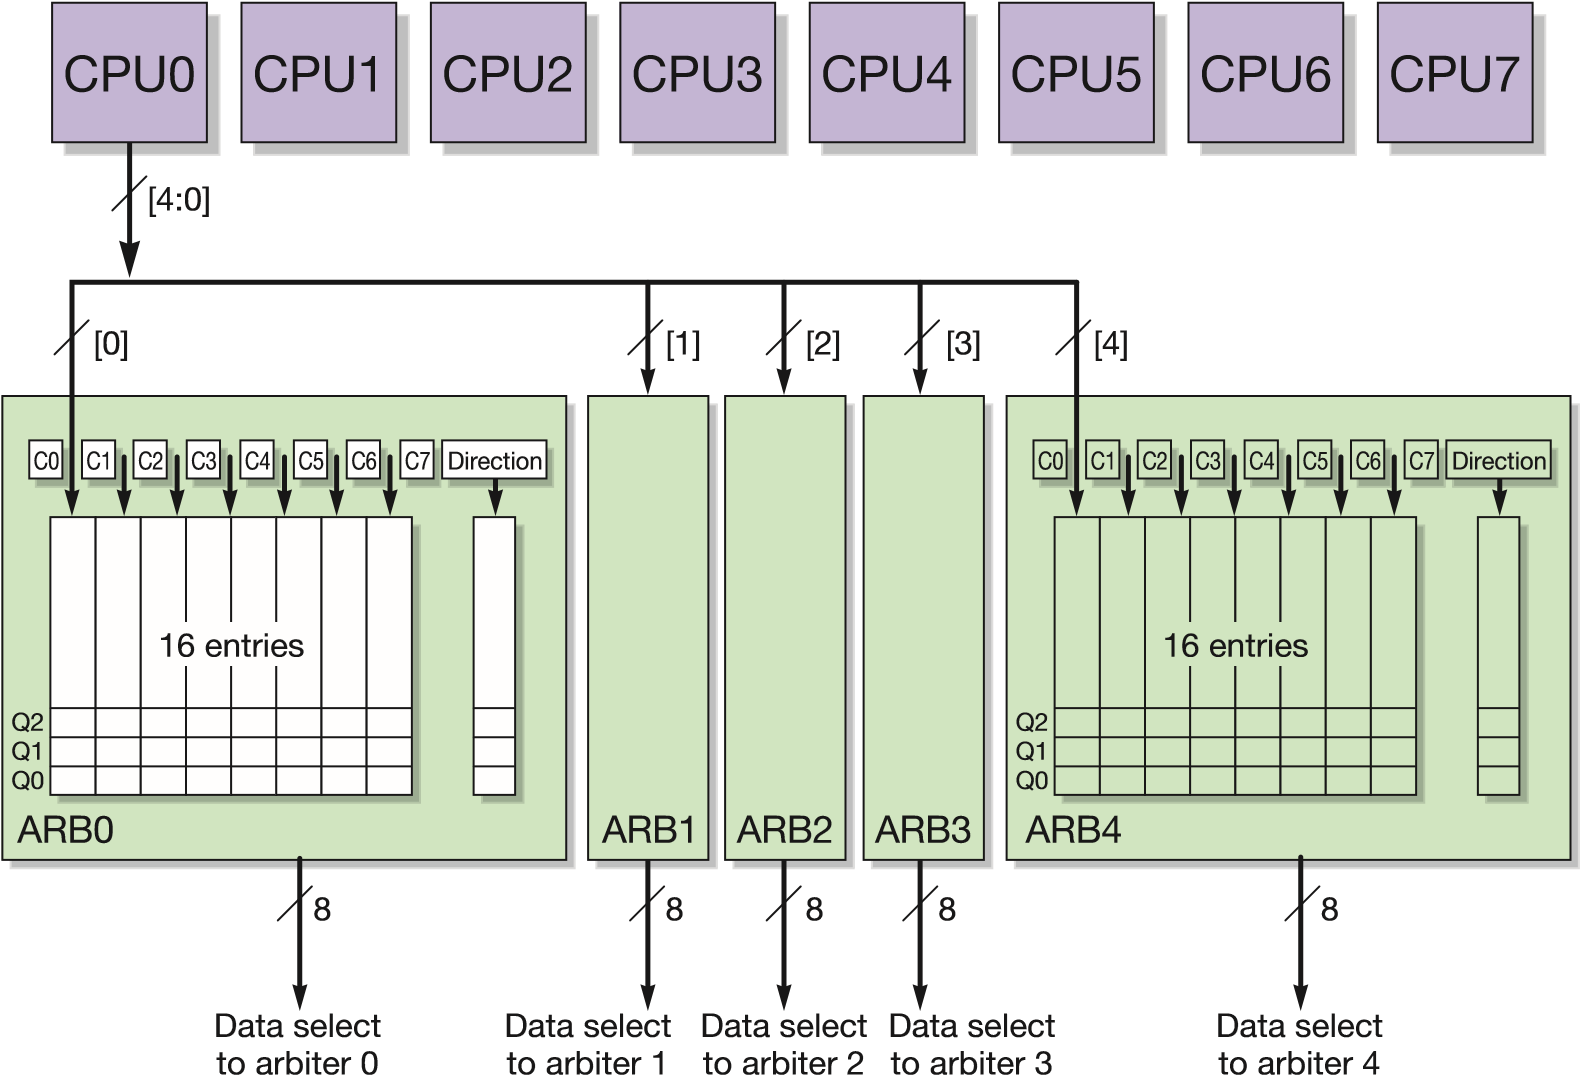 CPU0 CPU1 CPU2 CPU3 CPU4 CPU5 CPU6 CPU7
[4:0]
[0] [1] [2] [3] [4]
C0 C1 C2 C3 C4 C5 C6 C7 Direction
16 entries
Q2
Q1
Q0
ARB0
ARB1
ARB2
ARB3
C0 C1 C2 C3 C4 C5 C6 C7 Direction
16 entries
Q2
Q1
Q0
ARB4
8 8 8 8 8
Data select
to arbiter 0
Data select
to arbiter 1
Data select
to arbiter 2
Data select
to arbiter 3
Data select
to arbiter 4